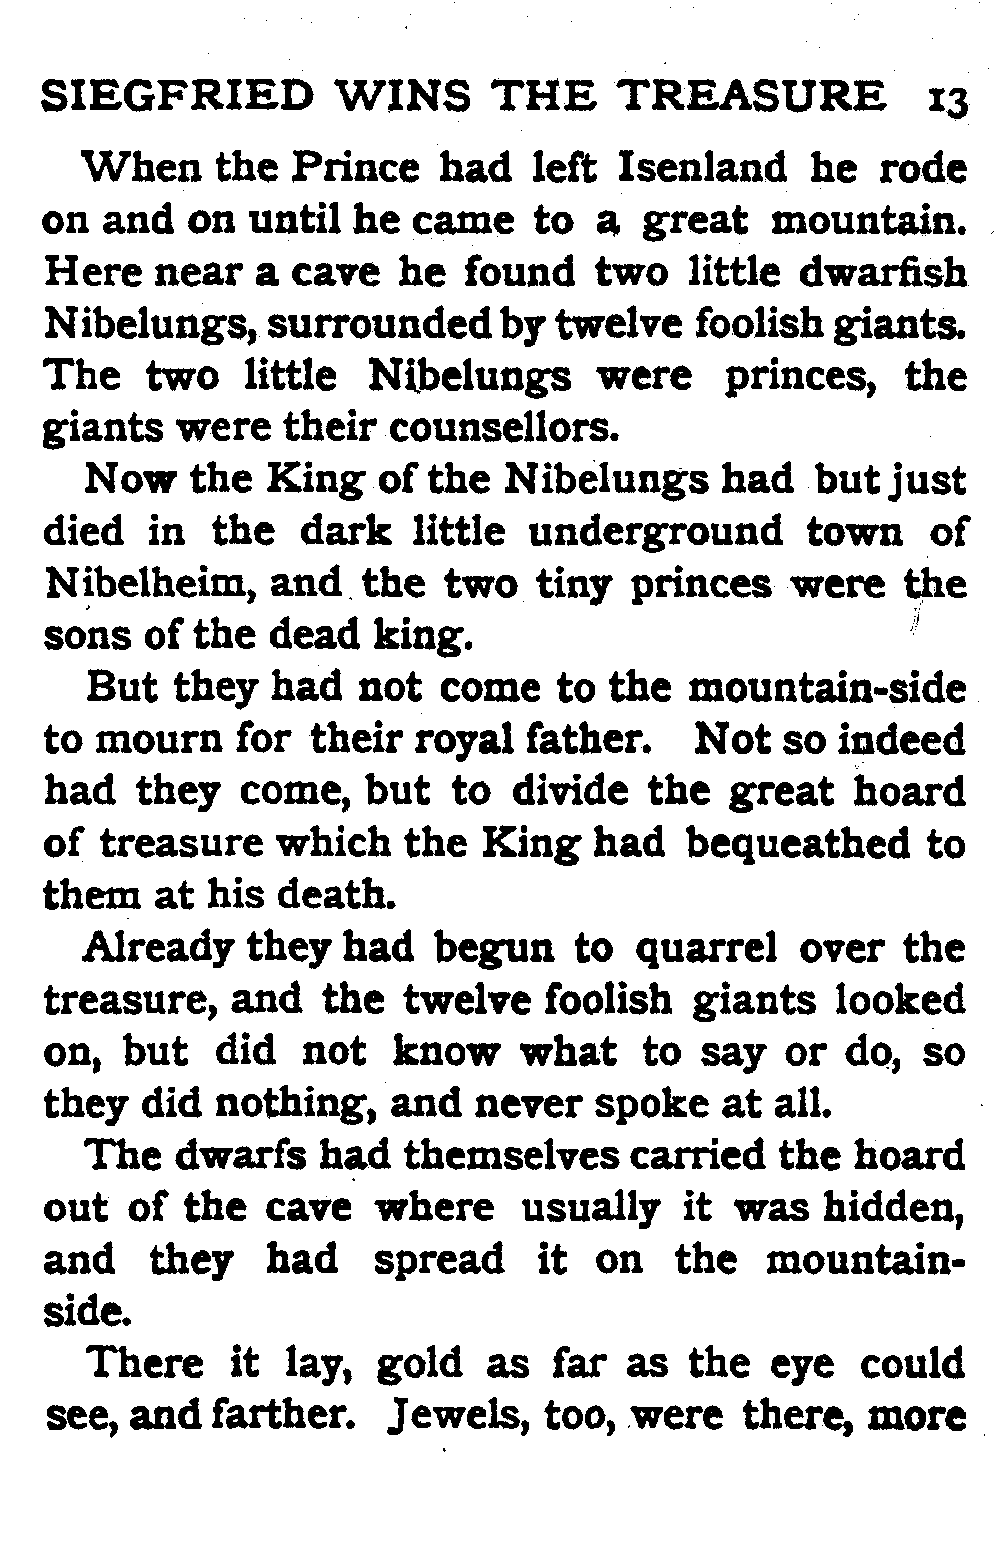 SIEGFRIED WINS THE TREASURE 13
When the Prince had left Isenland he rode
on and on until he came to a great mountain.
Here near a cave he found two little dwarfish
Nibelungs, surrounded by twelve foolish giants.
The two little Nibelungs were princes, the
giants were their counsellors.
Now the King of the Nibelungs had but just
died in the dark little underground town of
Nibelheim, and the two tiny princes were the
sons of the dead king.
But they had not come to the mountain-side
to mourn for their royal father. Not so indeed
had they come, but to divide the great hoard
of treasure which the King had bequeathed to
them at his death.
Already they had begun to quarrel over the
treasure, and the twelve foolish giants looked
on, but did not know what to say or do, so
they did nothing, and never spoke at all.
The dwarfs had themselves carried the hoard
out of the cave where usually it was hidden,
and they had spread it on the mountain-
side.
There it lay, gold as far as the eye could
see, and farther. Jewels, too, were there, more